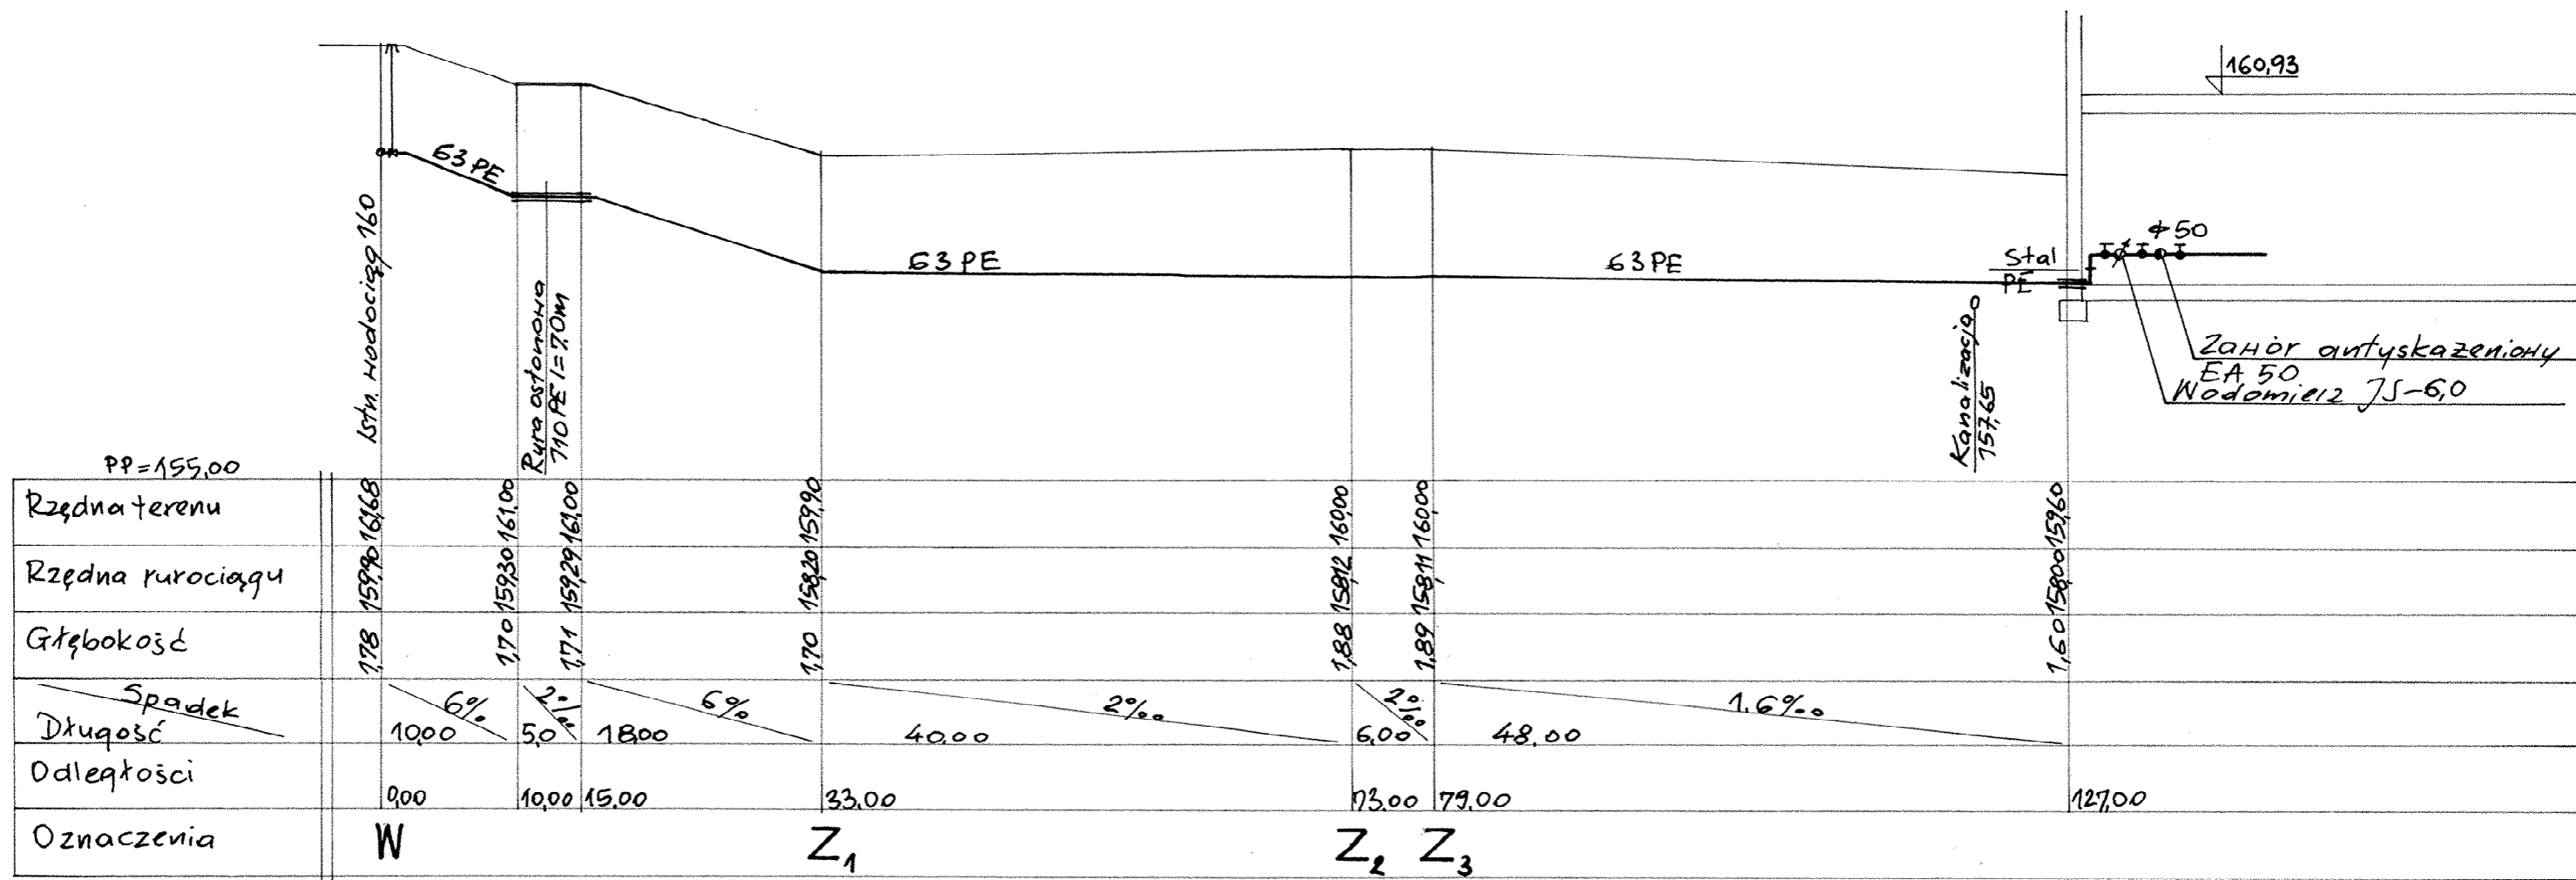 160,93
63 PE
Istn. wodociąg 160
Rura osłonowa
110 PE l=7.0m
63 PE
63 PE
Stal
PE
Φ 50
Kanalizacja
157,65
Zawór antyskażeniowy
EA 50
Wodomierz JS-6,0
PP=155,00
Rzędna terenu 161,68 161,00 161,00 159,90 160,00 160,00 159,60
Rzędna rurociągu 159,90 159,30 159,29 158,20 158,12 158,11 158,00
Głębokość 1,78 1,70 1,71 1,70 1,88 1,89 1,60
Spadek 6% 2‰ 6% 2‰ 2‰ 1.6‰
Długość 10,00 5,0 18,00 40.00 6,00 48,00
Odległości
0,00 10,00 15.00 33.00 73.00 79,00 127,00
Oznaczenia W Z1 Z2 Z3